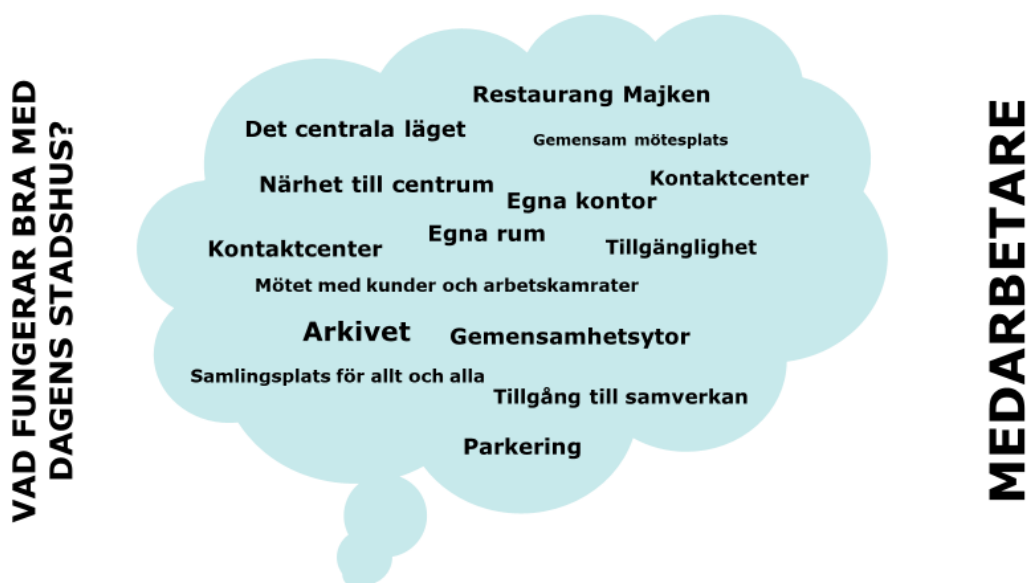 VAD FUNGERAR BRA MED
DAGENS STADSHUS?
Restaurang Majken
Det centrala läget
Gemensam mötesplats
Närhet till centrum
Kontaktcenter
Egna kontor
Egna rum
Kontaktcenter
Tillgänglighet
Mötet med kunder och arbetskamrater
Arkivet
Gemensamhetsytor
Samlingsplats för allt och alla
Tillgång till samverkan
Parkering
MEDARBETARE